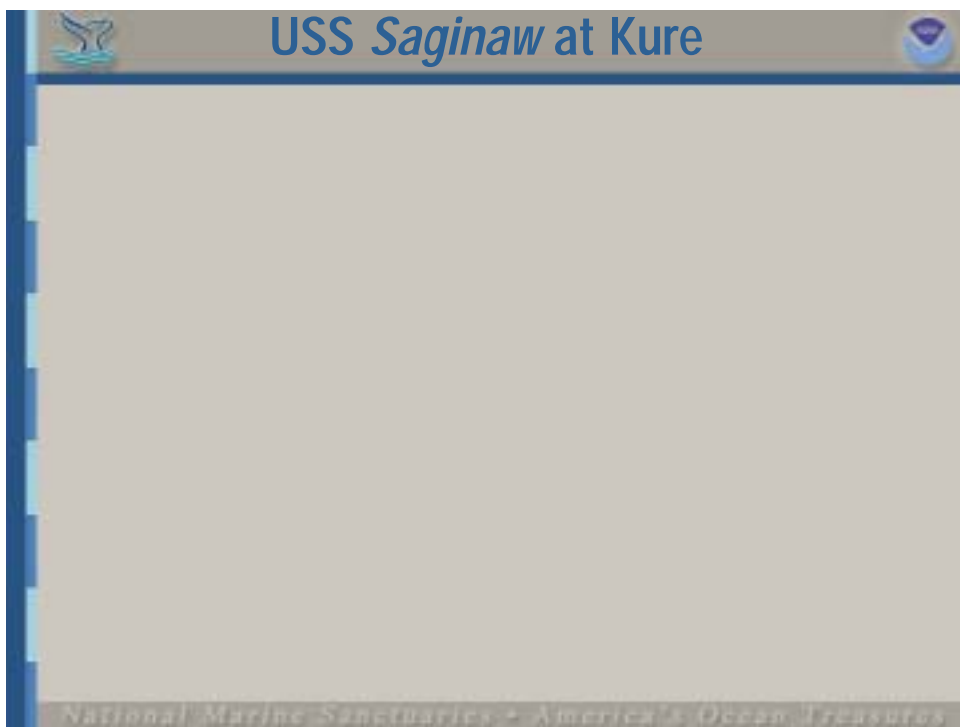 USS Saginaw at Kure
National Marine Sanctuaries • America's Ocean Treasures